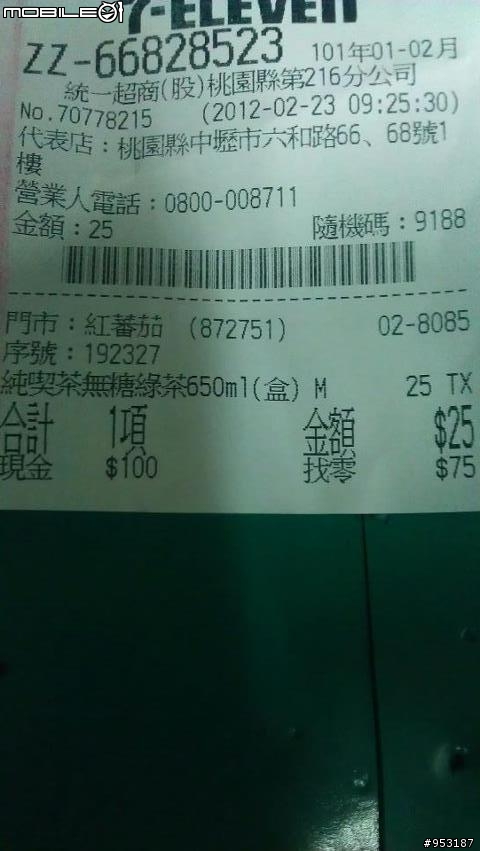 MOBILE01
7-ELEVEN
ZZ-66828523 101年01-02月
統一超商(股)桃園縣第216分公司
No.70778215 (2012-02-23 09:25:30)
代表店：桃園縣中壢市六和路66、68號1
樓
營業人電話：0800-008711
金額：25 隨機碼：9188
門市：紅蕃茄 (872751) 02-8085
序號：192327
純喫茶無糖綠茶650ml(盒) M 25 TX
合計 1項 金額 $25
現金 $100 找零 $75
#953187